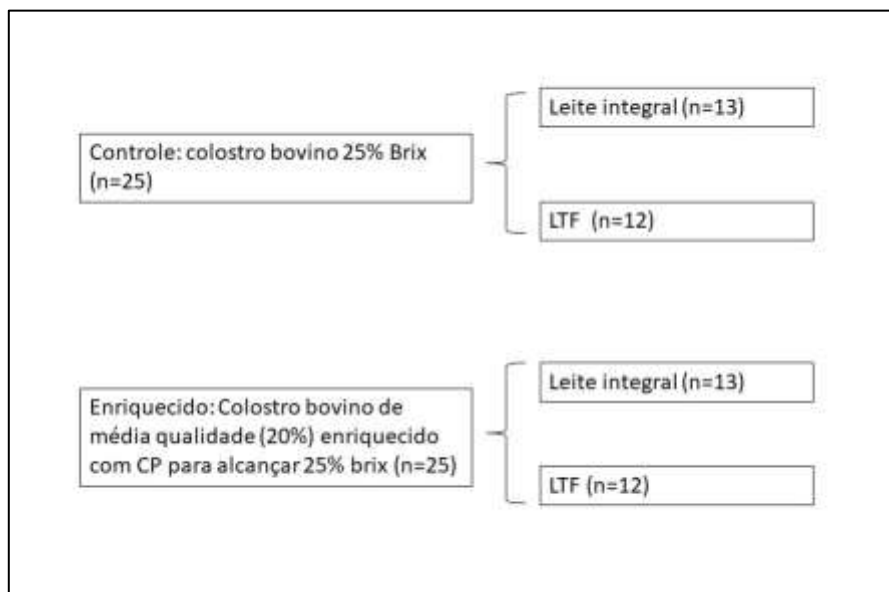 Controle: colostro bovino 25% Brix
(n=25)
Leite integral (n=13)
LTF (n=12)
Enriquecido: Colostro bovino de
média qualidade (20%) enriquecido
com CP para alcançar 25% brix (n=25)
Leite integral (n=13)
LTF (n=12)